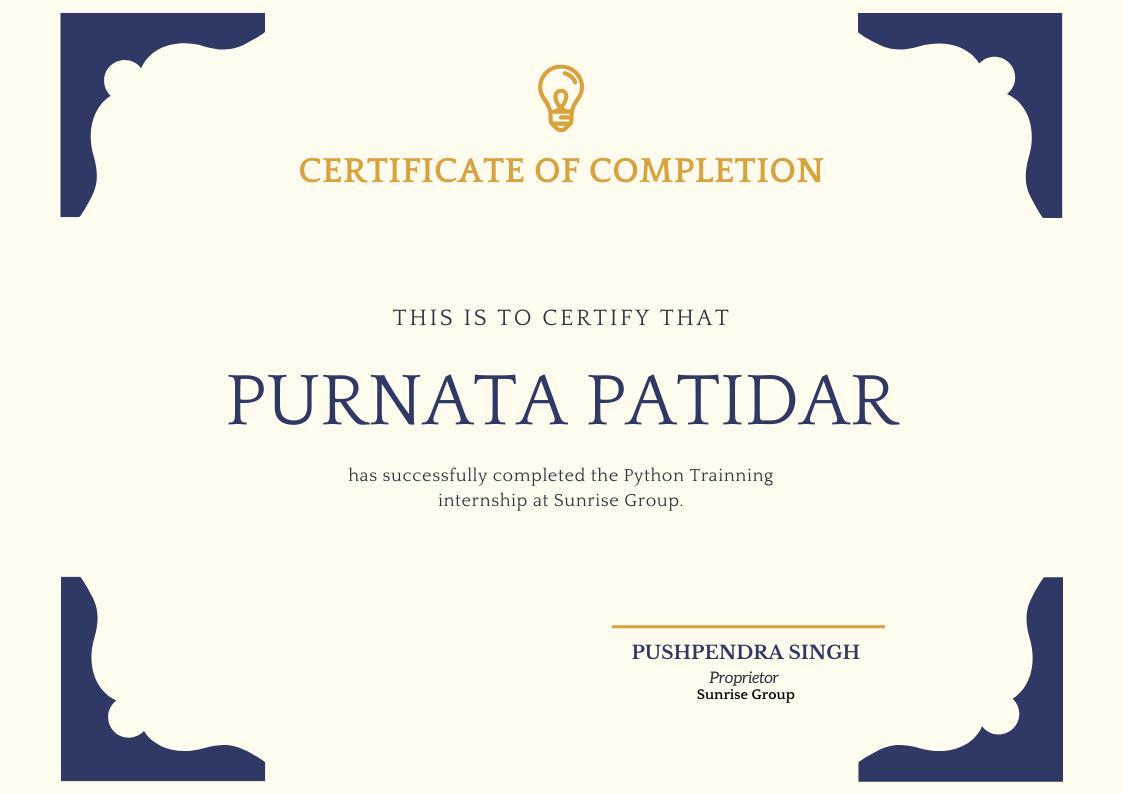 CERTIFICATE OF COMPLETION
THIS IS TO CERTIFY THAT
PURNATA PATIDAR
has successfully completed the Python Trainning
internship at Sunrise Group.
PUSHPENDRA SINGH
Proprietor
Sunrise Group